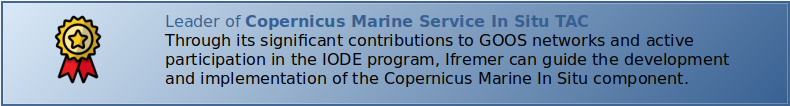 Leader of Copernicus Marine Service In Situ TAC
Through its significant contributions to GOOS networks and active
participation in the IODE program, Ifremer can guide the development
and implementation of the Copernicus Marine In Situ component.